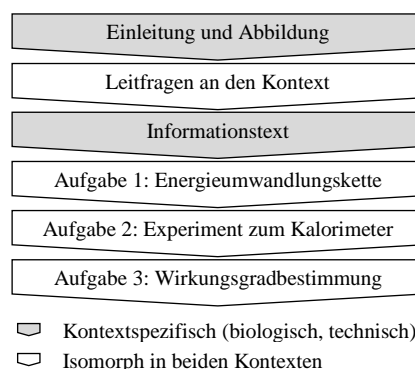 Einleitung und Abbildung
Leitfragen an den Kontext
Informationstext
Aufgabe 1: Energieumwandlungskette
Aufgabe 2: Experiment zum Kalorimeter
Aufgabe 3: Wirkungsgradbestimmung
Kontextspezifisch (biologisch, technisch)
Isomorph in beiden Kontexten